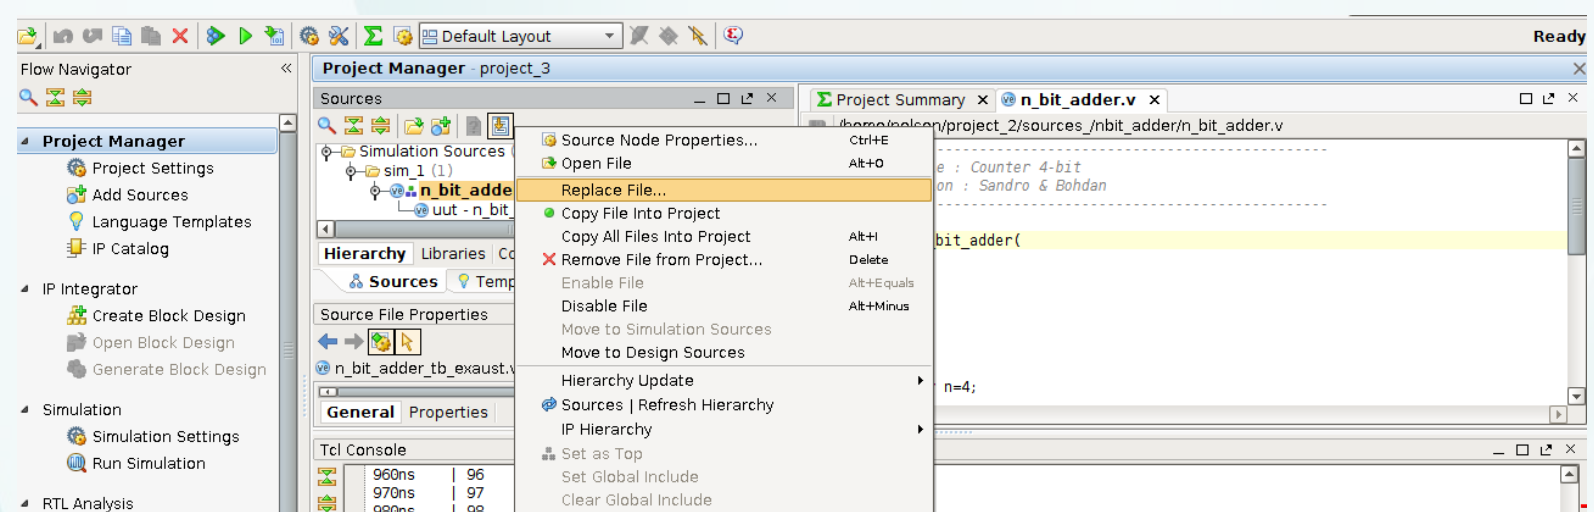 Default Layout
Ready
Flow Navigator
Project Manager - project_3
Sources
Project Summary
n_bit_adder.v
/home/nelson/project_2/sources_/nbit_adder/n_bit_adder.v
Project Manager
Project Settings
Add Sources
Language Templates
IP Catalog
IP Integrator
Create Block Design
Open Block Design
Generate Block Design
Simulation
Simulation Settings
Run Simulation
RTL Analysis
Simulation Sources
sim_1 (1)
n_bit_adde
uut - n_bit_
Hierarchy Libraries Co
Sources Temp
Source File Properties
n_bit_adder_tb_exaust.v
General Properties
Tcl Console
960ns | 96
970ns | 97
980ns | 98
Source Node Properties... Ctrl+E
Open File Alt+O
Replace File...
Copy File Into Project
Copy All Files Into Project Alt+I
Remove File from Project... Delete
Enable File Alt+Equals
Disable File Alt+Minus
Move to Simulation Sources
Move to Design Sources
Hierarchy Update
Sources | Refresh Hierarchy
IP Hierarchy
Set as Top
Set Global Include
Clear Global Include
e : Counter 4-bit
on : Sandro & Bohdan
bit_adder(
n=4;